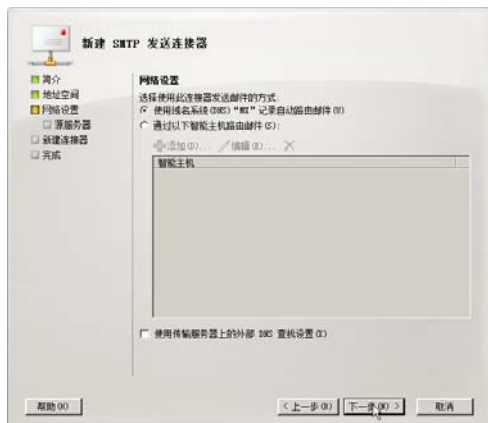 新建 SMTP 发送连接器
简介
地址空间
网络设置
源服务器
新建连接器
完成
网络设置
选择使用此连接器发送邮件的方式:
使用域名系统(DNS) "MX" 记录自动路由邮件(U)
通过以下智能主机路由邮件(S):
添加(D)... 编辑(E)...
智能主机
使用传输服务器上的外部 DNS 查找设置(X)
帮助(H) < 上一步(B) 下一步(N) > 取消